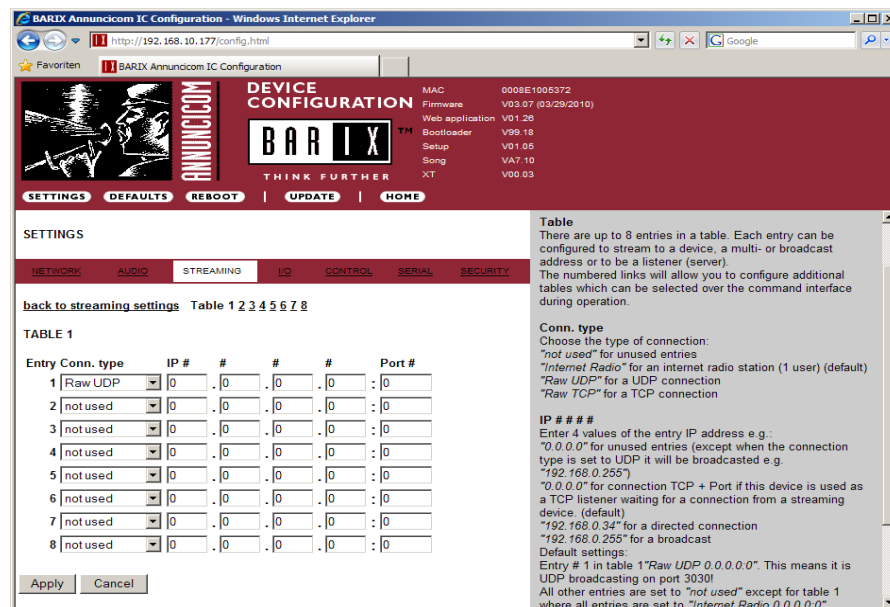 BARIX Annuncicom IC Configuration - Windows Internet Explorer
http://192.168.10.177/config.html
Google
Favoriten
BARIX Annuncicom IC Configuration
ANNUNCICOM
DEVICE
CONFIGURATION
BARIX TM
THINK FURTHER
MAC 0008E1005372
Firmware V03.07 (03/29/2010)
Web application V01.26
Bootloader V99.18
Setup V01.05
Song VA7.10
XT V00.03
SETTINGS DEFAULTS REBOOT | UPDATE | HOME
SETTINGS
NETWORK AUDIO STREAMING I/O CONTROL SERIAL SECURITY
back to streaming settings Table 1 2 3 4 5 6 7 8
TABLE 1
Entry Conn. type IP # # # # Port #
1 Raw UDP 0 . 0 . 0 . 0 : 0
2 not used 0 . 0 . 0 . 0 : 0
3 not used 0 . 0 . 0 . 0 : 0
4 not used 0 . 0 . 0 . 0 : 0
5 not used 0 . 0 . 0 . 0 : 0
6 not used 0 . 0 . 0 . 0 : 0
7 not used 0 . 0 . 0 . 0 : 0
8 not used 0 . 0 . 0 . 0 : 0
Apply Cancel
Table
There are up to 8 entries in a table. Each entry can be
configured to stream to a device, a multi- or broadcast
address or to be a listener (server).
The numbered links will allow you to configure additional
tables which can be selected over the command interface
during operation.
Conn. type
Choose the type of connection:
"not used" for unused entries
"Internet Radio" for an internet radio station (1 user) (default)
"Raw UDP" for a UDP connection
"Raw TCP" for a TCP connection
IP # # # #
Enter 4 values of the entry IP address e.g.:
"0.0.0.0" for unused entries (except when the connection
type is set to UDP it will be broadcasted e.g.
"192.168.0.255")
"0.0.0.0" for connection TCP + Port if this device is used as
a TCP listener waiting for a connection from a streaming
device. (default)
"192.168.0.34" for a directed connection
"192.168.0.255" for a broadcast
Default settings:
Entry # 1 in table 1"Raw UDP 0.0.0.0:0". This means it is
UDP broadcasting on port 3030!
All other entries are set to "not used" except for table 1
where all entries are set to "Internet Radio 0.0.0.0:0"